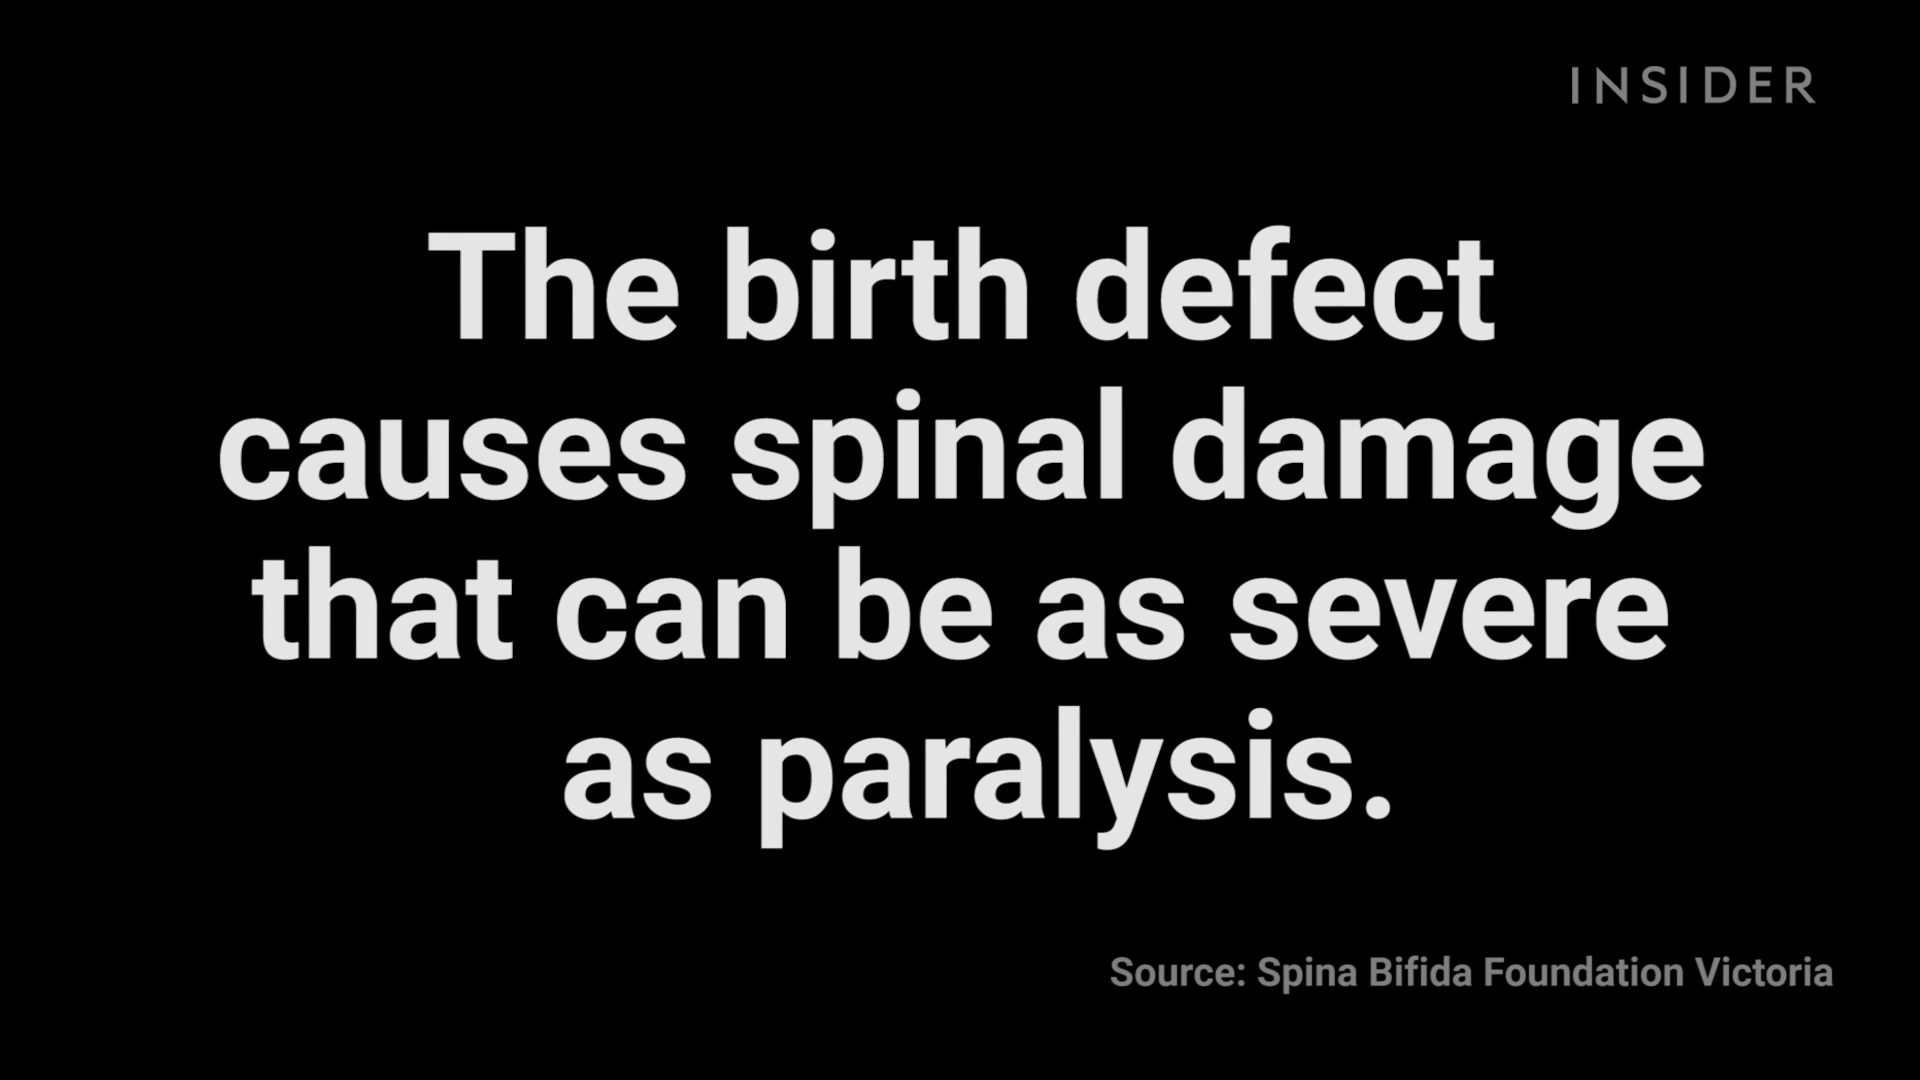 INSIDER
The birth defect
causes spinal damage
that can be as severe
as paralysis.
Source: Spina Bifida Foundation Victoria